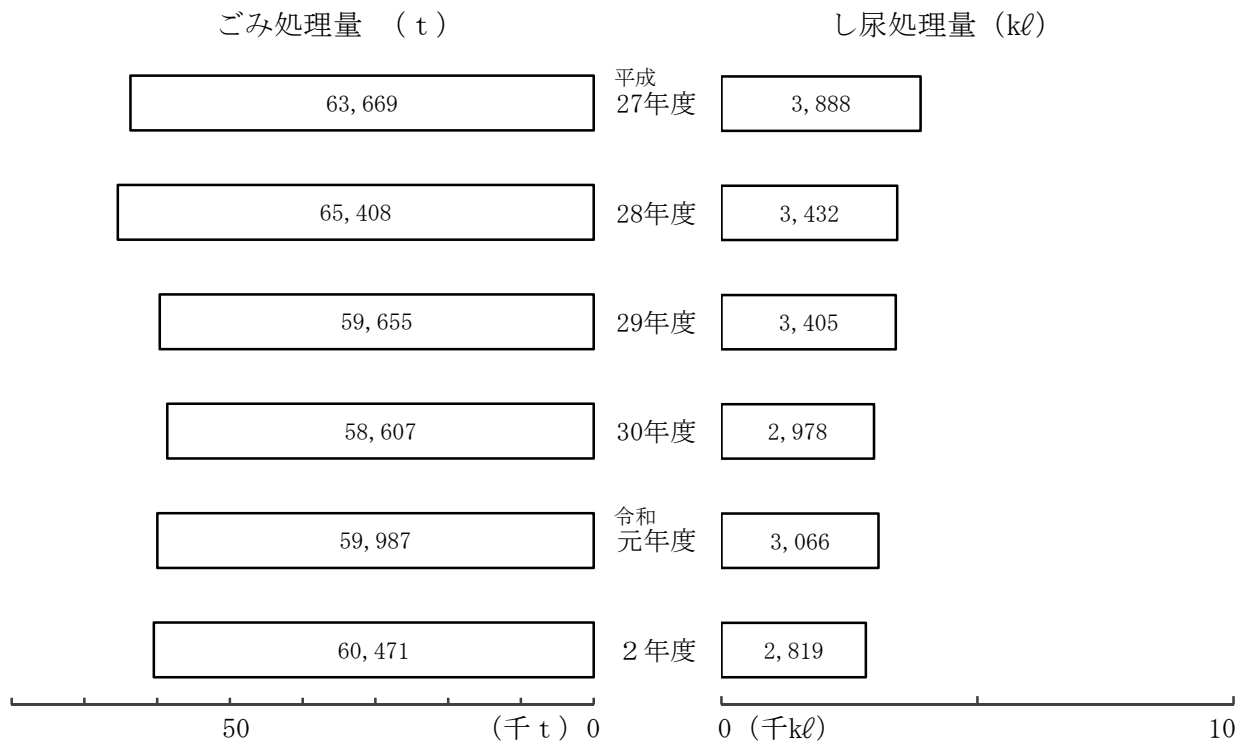 ごみ処理量 （ｔ） し尿処理量（kℓ）
平成
63,669 27年度 3,888
65,408 28年度 3,432
59,655 29年度 3,405
58,607 30年度 2,978
令和
59,987 元年度 3,066
60,471 ２年度 2,819
50 （千ｔ）0 0（千kℓ） 10